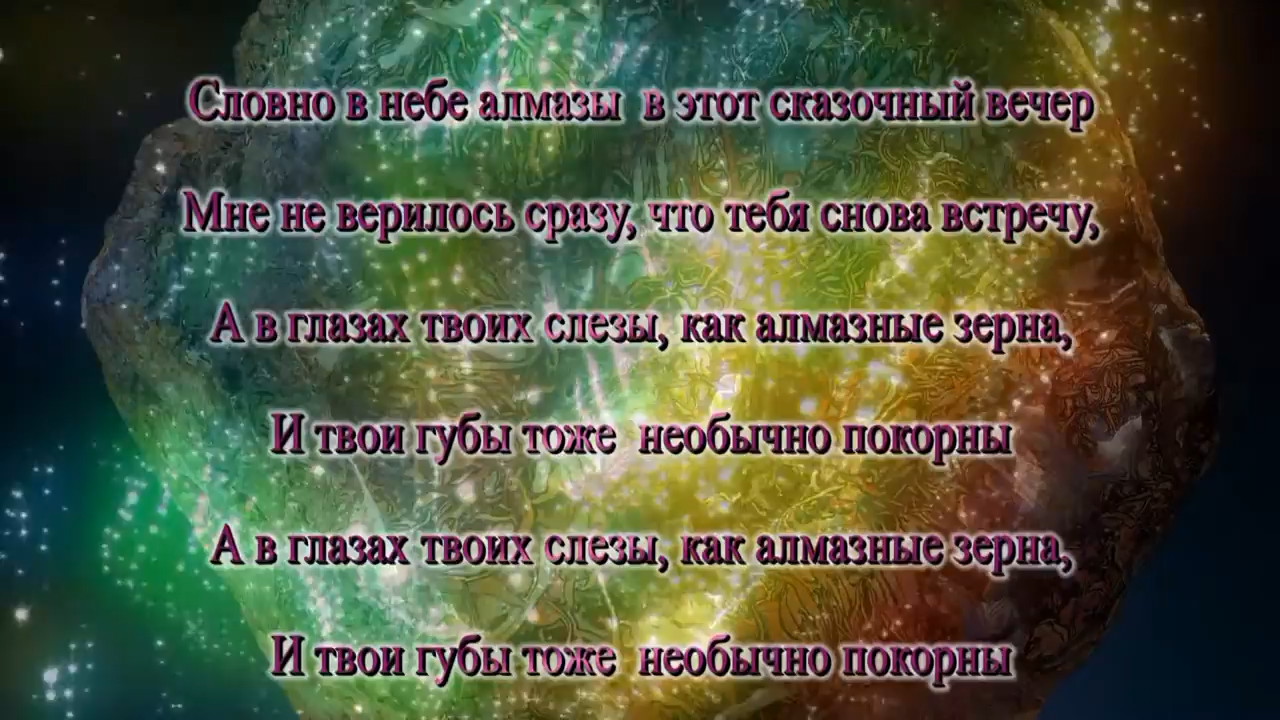 Словно в небе алмазы в этот сказочный вечер
Мне не верилось сразу, что тебя снова встречу,
А в глазах твоих слезы, как алмазные зерна,
И твои губы тоже необычно покорны
А в глазах твоих слезы, как алмазные зерна,
И твои губы тоже необычно покорны